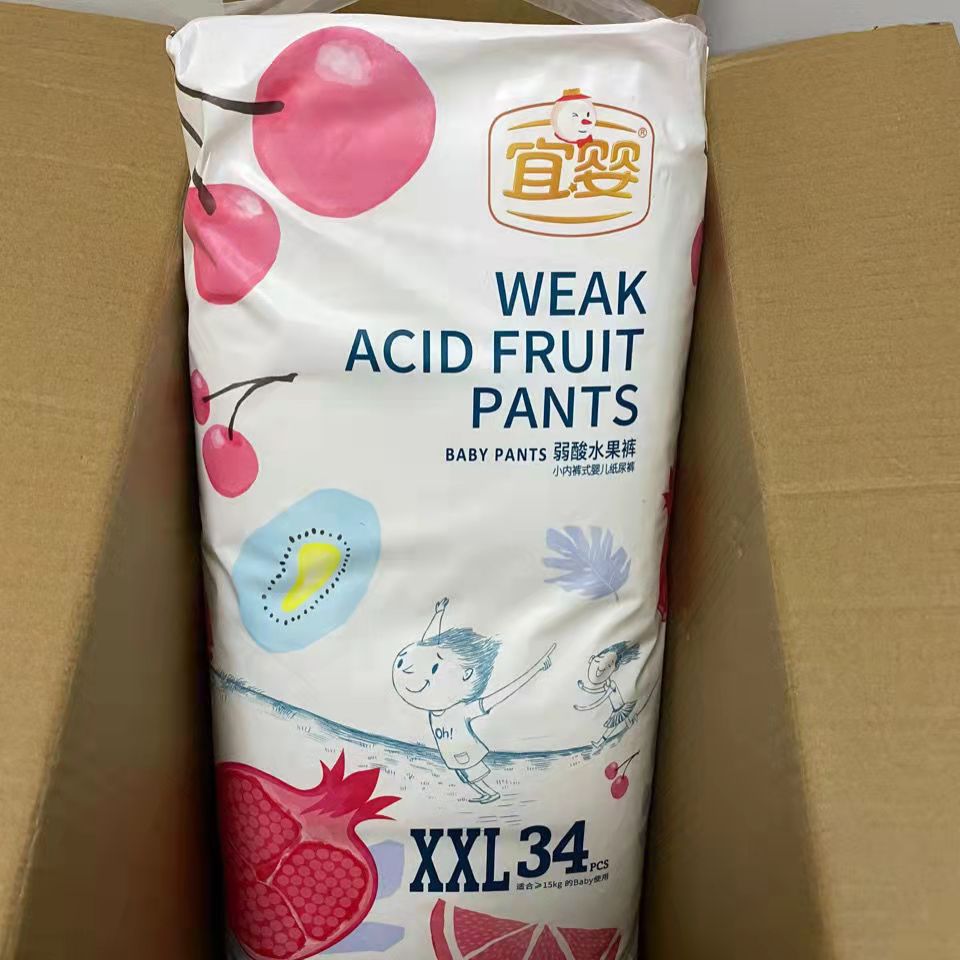 宜婴®
WEAK
ACID FRUIT
PANTS
BABY PANTS 弱酸水果裤
小内裤式婴儿纸尿裤
Oh!
XXL 34 PCS
适合≥15kg 的Baby使用